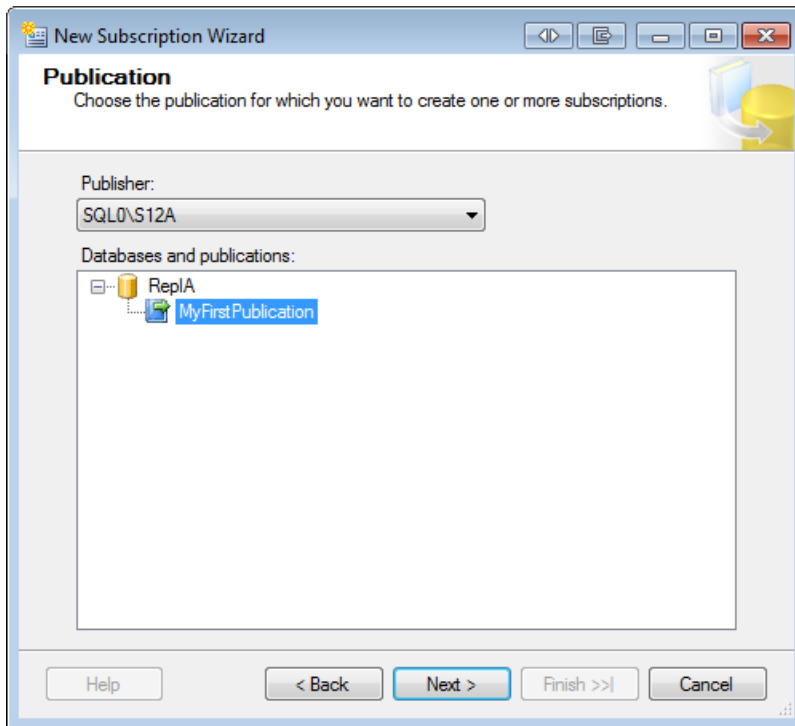 New Subscription Wizard
Publication
Choose the publication for which you want to create one or more subscriptions.
Publisher:
SQL0\S12A
Databases and publications:
ReplA
MyFirstPublication
Help
< Back
Next >
Finish >>|
Cancel